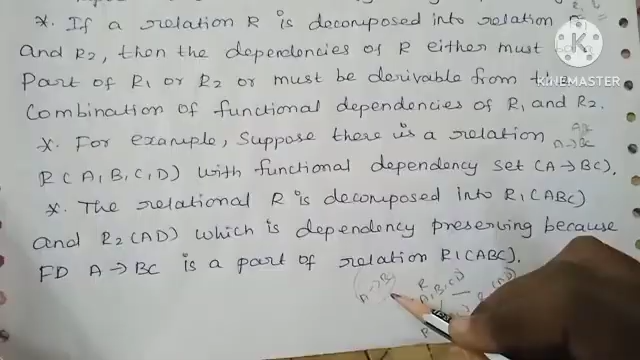 *. If a relation R is decomposed into relation
and R2, then the dependencies of R either must
Part of R1 or R2 or must be derivable from
Combination of functional dependencies of R1 and R2.
*. For example, suppose there is a relation
R(A,B,C,D) with functional dependency set (A→BC).
*. The relational R is decomposed into R1(ABC)
and R2(AD) which is dependency preserving because
FD A→BC is a part of relation R1(ABC).
KINEMASTER
A→BC
A→BC
R